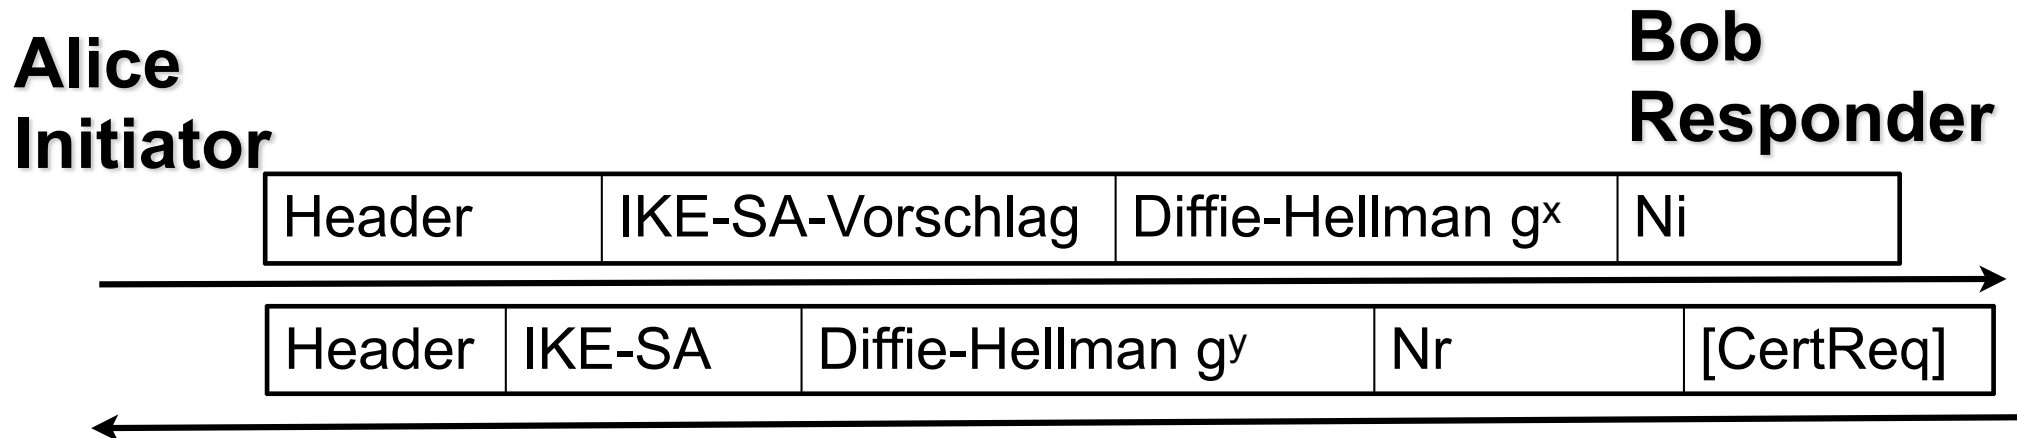 Alice
Initiator
Bob
Responder
Header IKE-SA-Vorschlag Diffie-Hellman gˣ Ni
Header IKE-SA Diffie-Hellman gʸ Nr [CertReq]